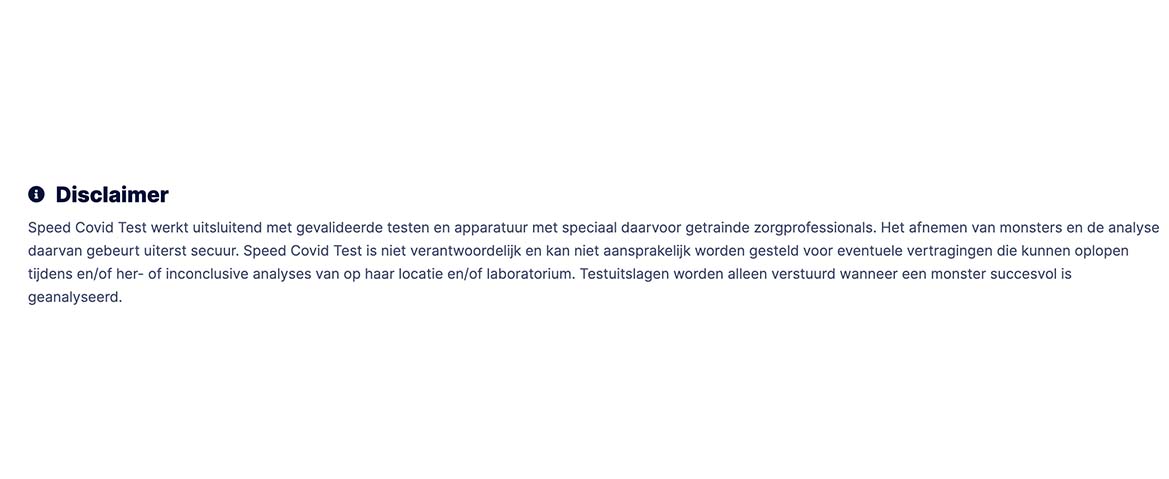 Disclaimer
Speed Covid Test werkt uitsluitend met gevalideerde testen en apparatuur met speciaal daarvoor getrainde zorgprofessionals. Het afnemen van monsters en de analyse
daarvan gebeurt uiterst secuur. Speed Covid Test is niet verantwoordelijk en kan niet aansprakelijk worden gesteld voor eventuele vertragingen die kunnen oplopen
tijdens en/of her- of inconclusive analyses van op haar locatie en/of laboratorium. Testuitslagen worden alleen verstuurd wanneer een monster succesvol is
geanalyseerd.